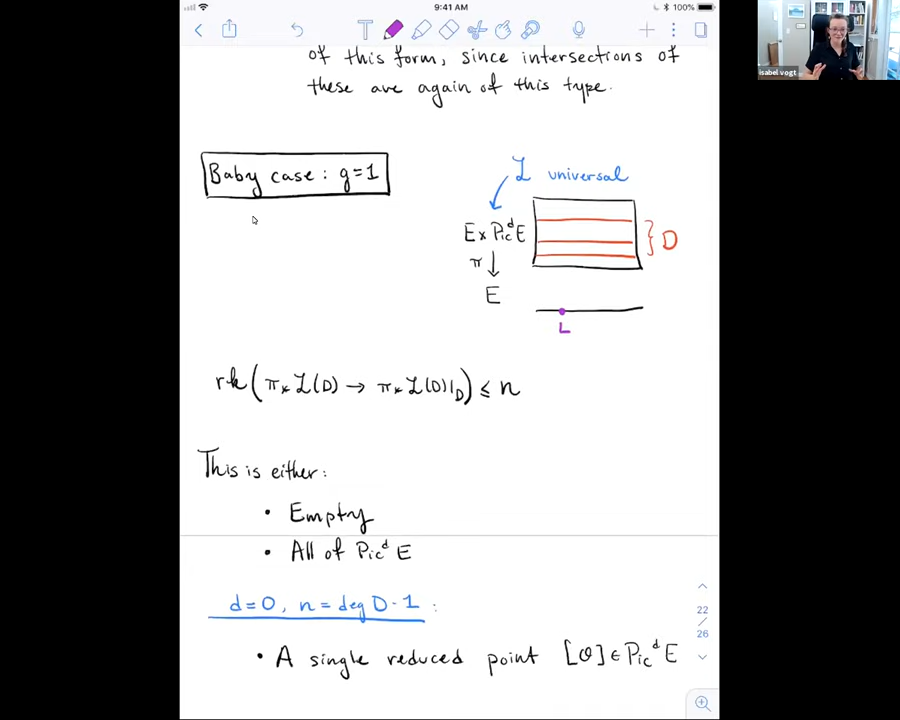 9:41 AM
100%
isabel vogt
of this form, since intersections of
these are again of this type.
Baby case: g=1
ℒ universal
E × Pic^d E
π
E
} D
L
rk(π_* ℒ(D) → π_* ℒ(D)|_D) ≤ n
This is either:
• Empty
• All of Pic^d E
d=0, n = deg D - 1 :
• A single reduced point [𝒪] ∈ Pic^d E
22
/
26